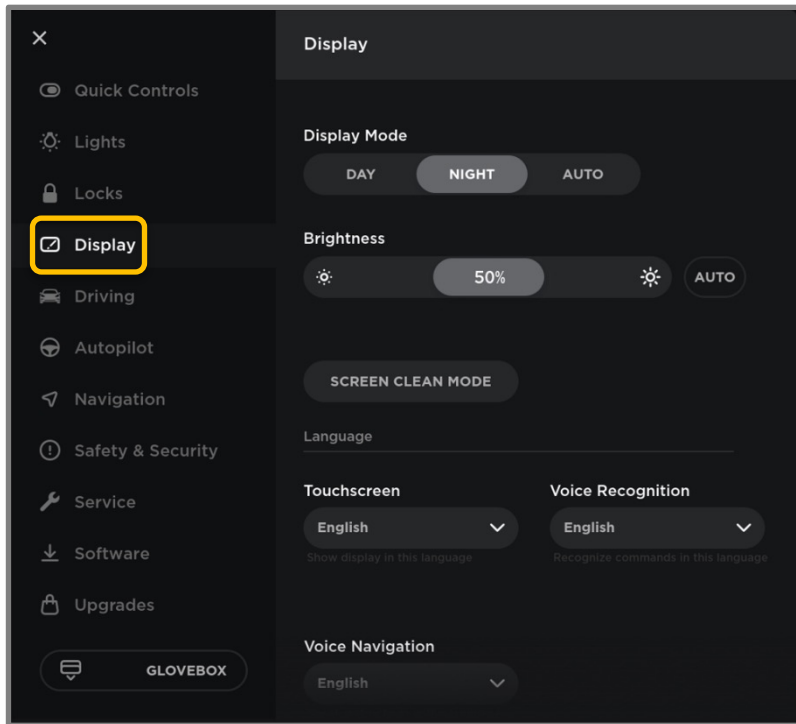 Display
Quick Controls
Lights
Locks
Display
Driving
Autopilot
Navigation
Safety & Security
Service
Software
Upgrades
GLOVEBOX
Display Mode
DAY NIGHT AUTO
Brightness
50% AUTO
SCREEN CLEAN MODE
Language
Touchscreen Voice Recognition
English English
Show display in this language Recognize commands in this language
Voice Navigation
English